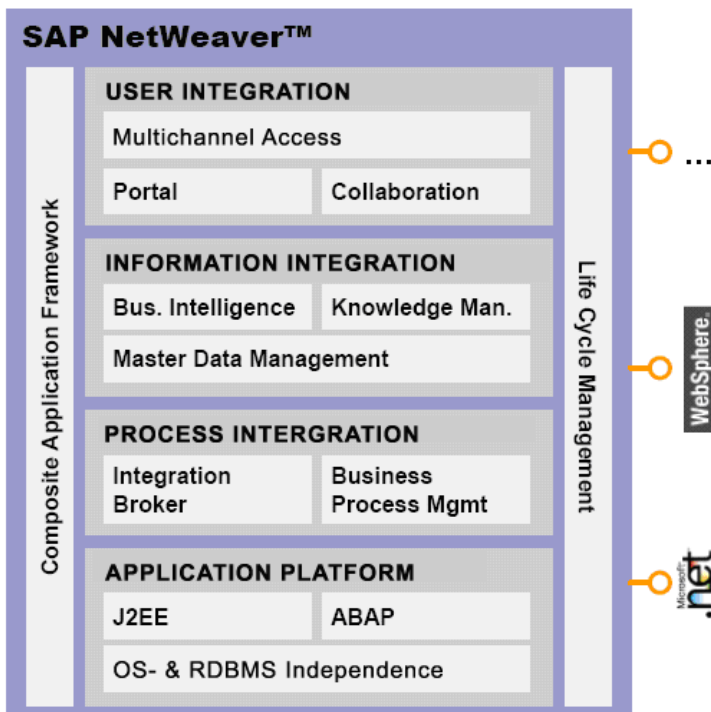 SAP NetWeaver™
Composite Application Framework
USER INTEGRATION
Multichannel Access
Portal
Collaboration
INFORMATION INTEGRATION
Bus. Intelligence
Knowledge Man.
Master Data Management
PROCESS INTERGRATION
Integration
Broker
Business
Process Mgmt
APPLICATION PLATFORM
J2EE
ABAP
OS- & RDBMS Independence
Life Cycle Management
...
WebSphere.
Microsoft
.net